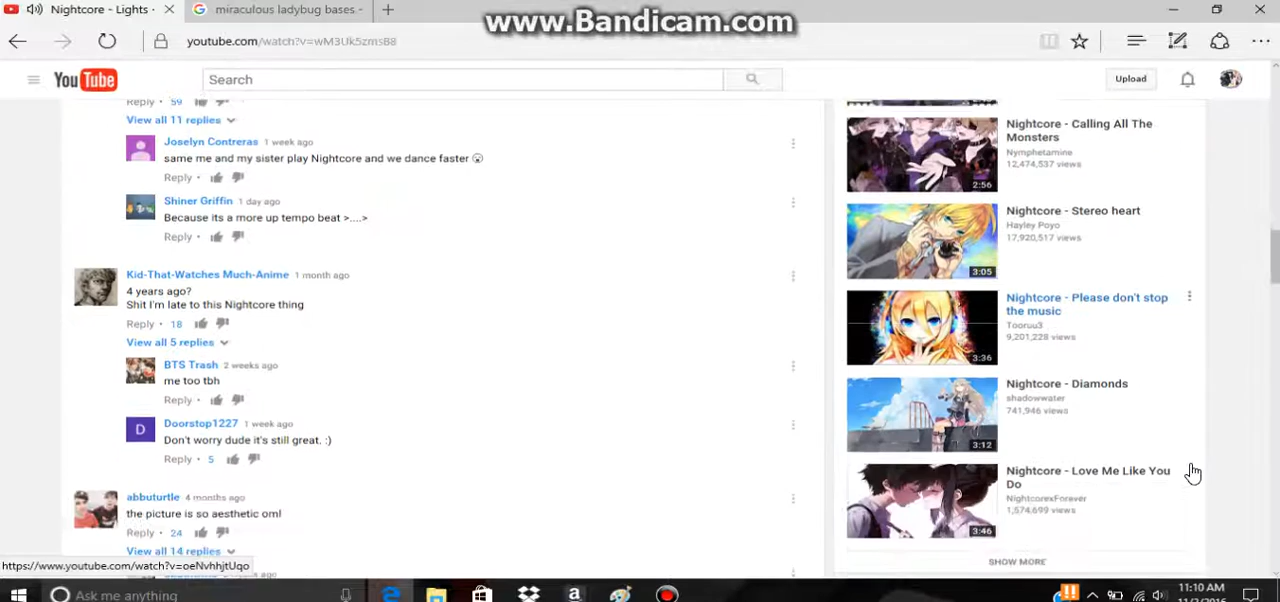 Nightcore - Lights -
miraculous ladybug bases. -
www.Bandicam.com
youtube.com/watch?v=wM3Uk5zmsB8
YouTube
Search
Upload
Reply · 59
View all 11 replies
Joselyn Contreras 1 week ago
same me and my sister play Nightcore and we dance faster
Reply ·
Shiner Griffin 1 day ago
Because its a more up tempo beat >....>
Reply ·
Kid-That-Watches Much-Anime 1 month ago
4 years ago?
Shit I'm late to this Nightcore thing
Reply · 18
View all 5 replies
BTS Trash 2 weeks ago
me too tbh
Reply ·
D
Doorstop1227 1 week ago
Don't worry dude it's still great. :)
Reply · 5
abbuturtle 4 months ago
the picture is so aesthetic oml
Reply · 24
View all 14 replies
https://www.youtube.com/watch?v=oeNvhhjtUqo
Nightcore - Calling All The
Monsters
Nymphetamine
12,474,537 views
2:56
Nightcore - Stereo heart
Hayley Poyo
17,920,517 views
3:05
Nightcore - Please don't stop
the music
Tooruu3
9,201,228 views
3:36
Nightcore - Diamonds
shadowwater
741,946 views
3:12
Nightcore - Love Me Like You
Do
NightcorexForever
1,574,699 views
3:46
SHOW MORE
Ask me anything
11:10 AM